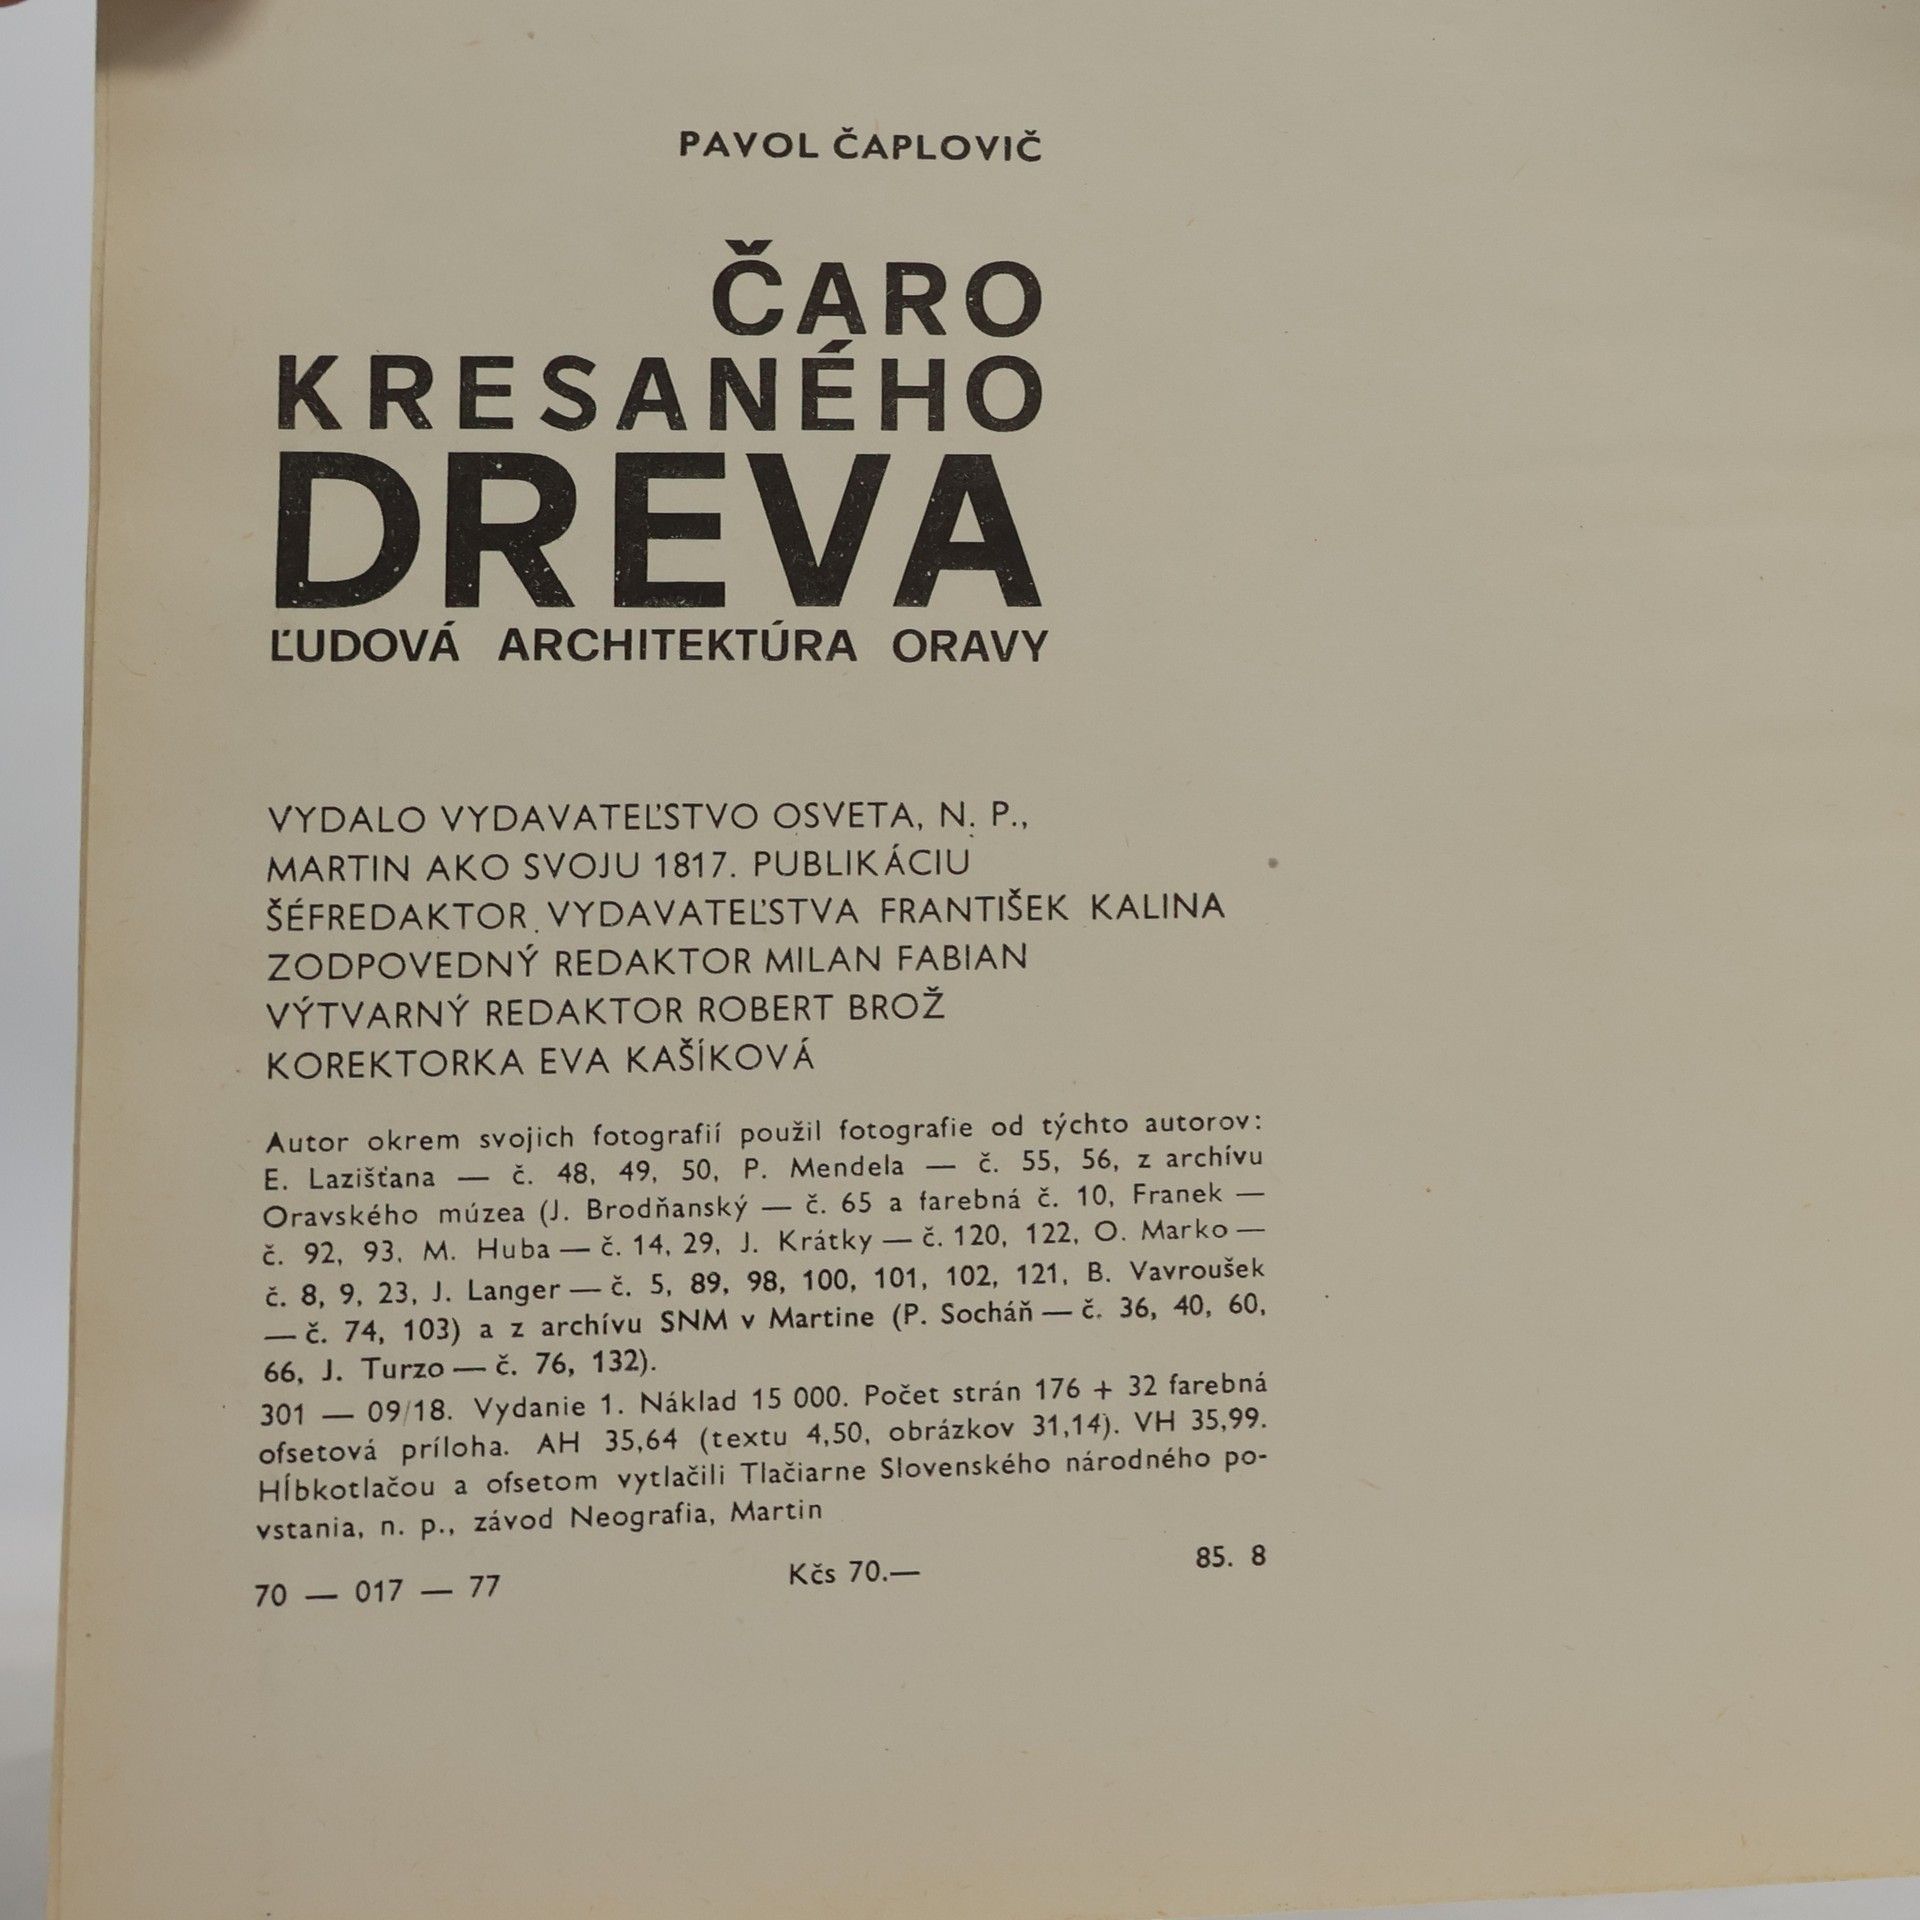 PAVOL ČAPLOVIČ
ČARO
KRESANÉHO
DREVA
ĽUDOVÁ ARCHITEKTÚRA ORAVY
VYDALO VYDAVATEĽSTVO OSVETA, N. P.,
MARTIN AKO SVOJU 1817. PUBLIKÁCIU
ŠÉFREDAKTOR VYDAVATEĽSTVA FRANTIŠEK KALINA
ZODPOVEDNÝ REDAKTOR MILAN FABIAN
VÝTVARNÝ REDAKTOR ROBERT BROŽ
KOREKTORKA EVA KAŠÍKOVÁ
Autor okrem svojich fotografií použil fotografie od týchto autorov:
E. Lazišťana — č. 48, 49, 50, P. Mendela — č. 55, 56, z archívu
Oravského múzea (J. Brodňanský — č. 65 a farebná č. 10, Franek —
č. 92, 93, M. Huba — č. 14, 29, J. Krátky — č. 120, 122, O. Marko —
č. 8, 9, 23, J. Langer — č. 5, 89, 98, 100, 101, 102, 121, B. Vavroušek
— č. 74, 103) a z archívu SNM v Martine (P. Socháň — č. 36, 40, 60,
66, J. Turzo — č. 76, 132).
301 — 09/18. Vydanie 1. Náklad 15 000. Počet strán 176 + 32 farebná
ofsetová príloha. AH 35,64 (textu 4,50, obrázkov 31,14). VH 35,99.
Hĺbkotlačou a ofsetom vytlačili Tlačiarne Slovenského národného po-
vstania, n. p., závod Neografia, Martin
70 — 017 — 77 Kčs 70.— 85. 8